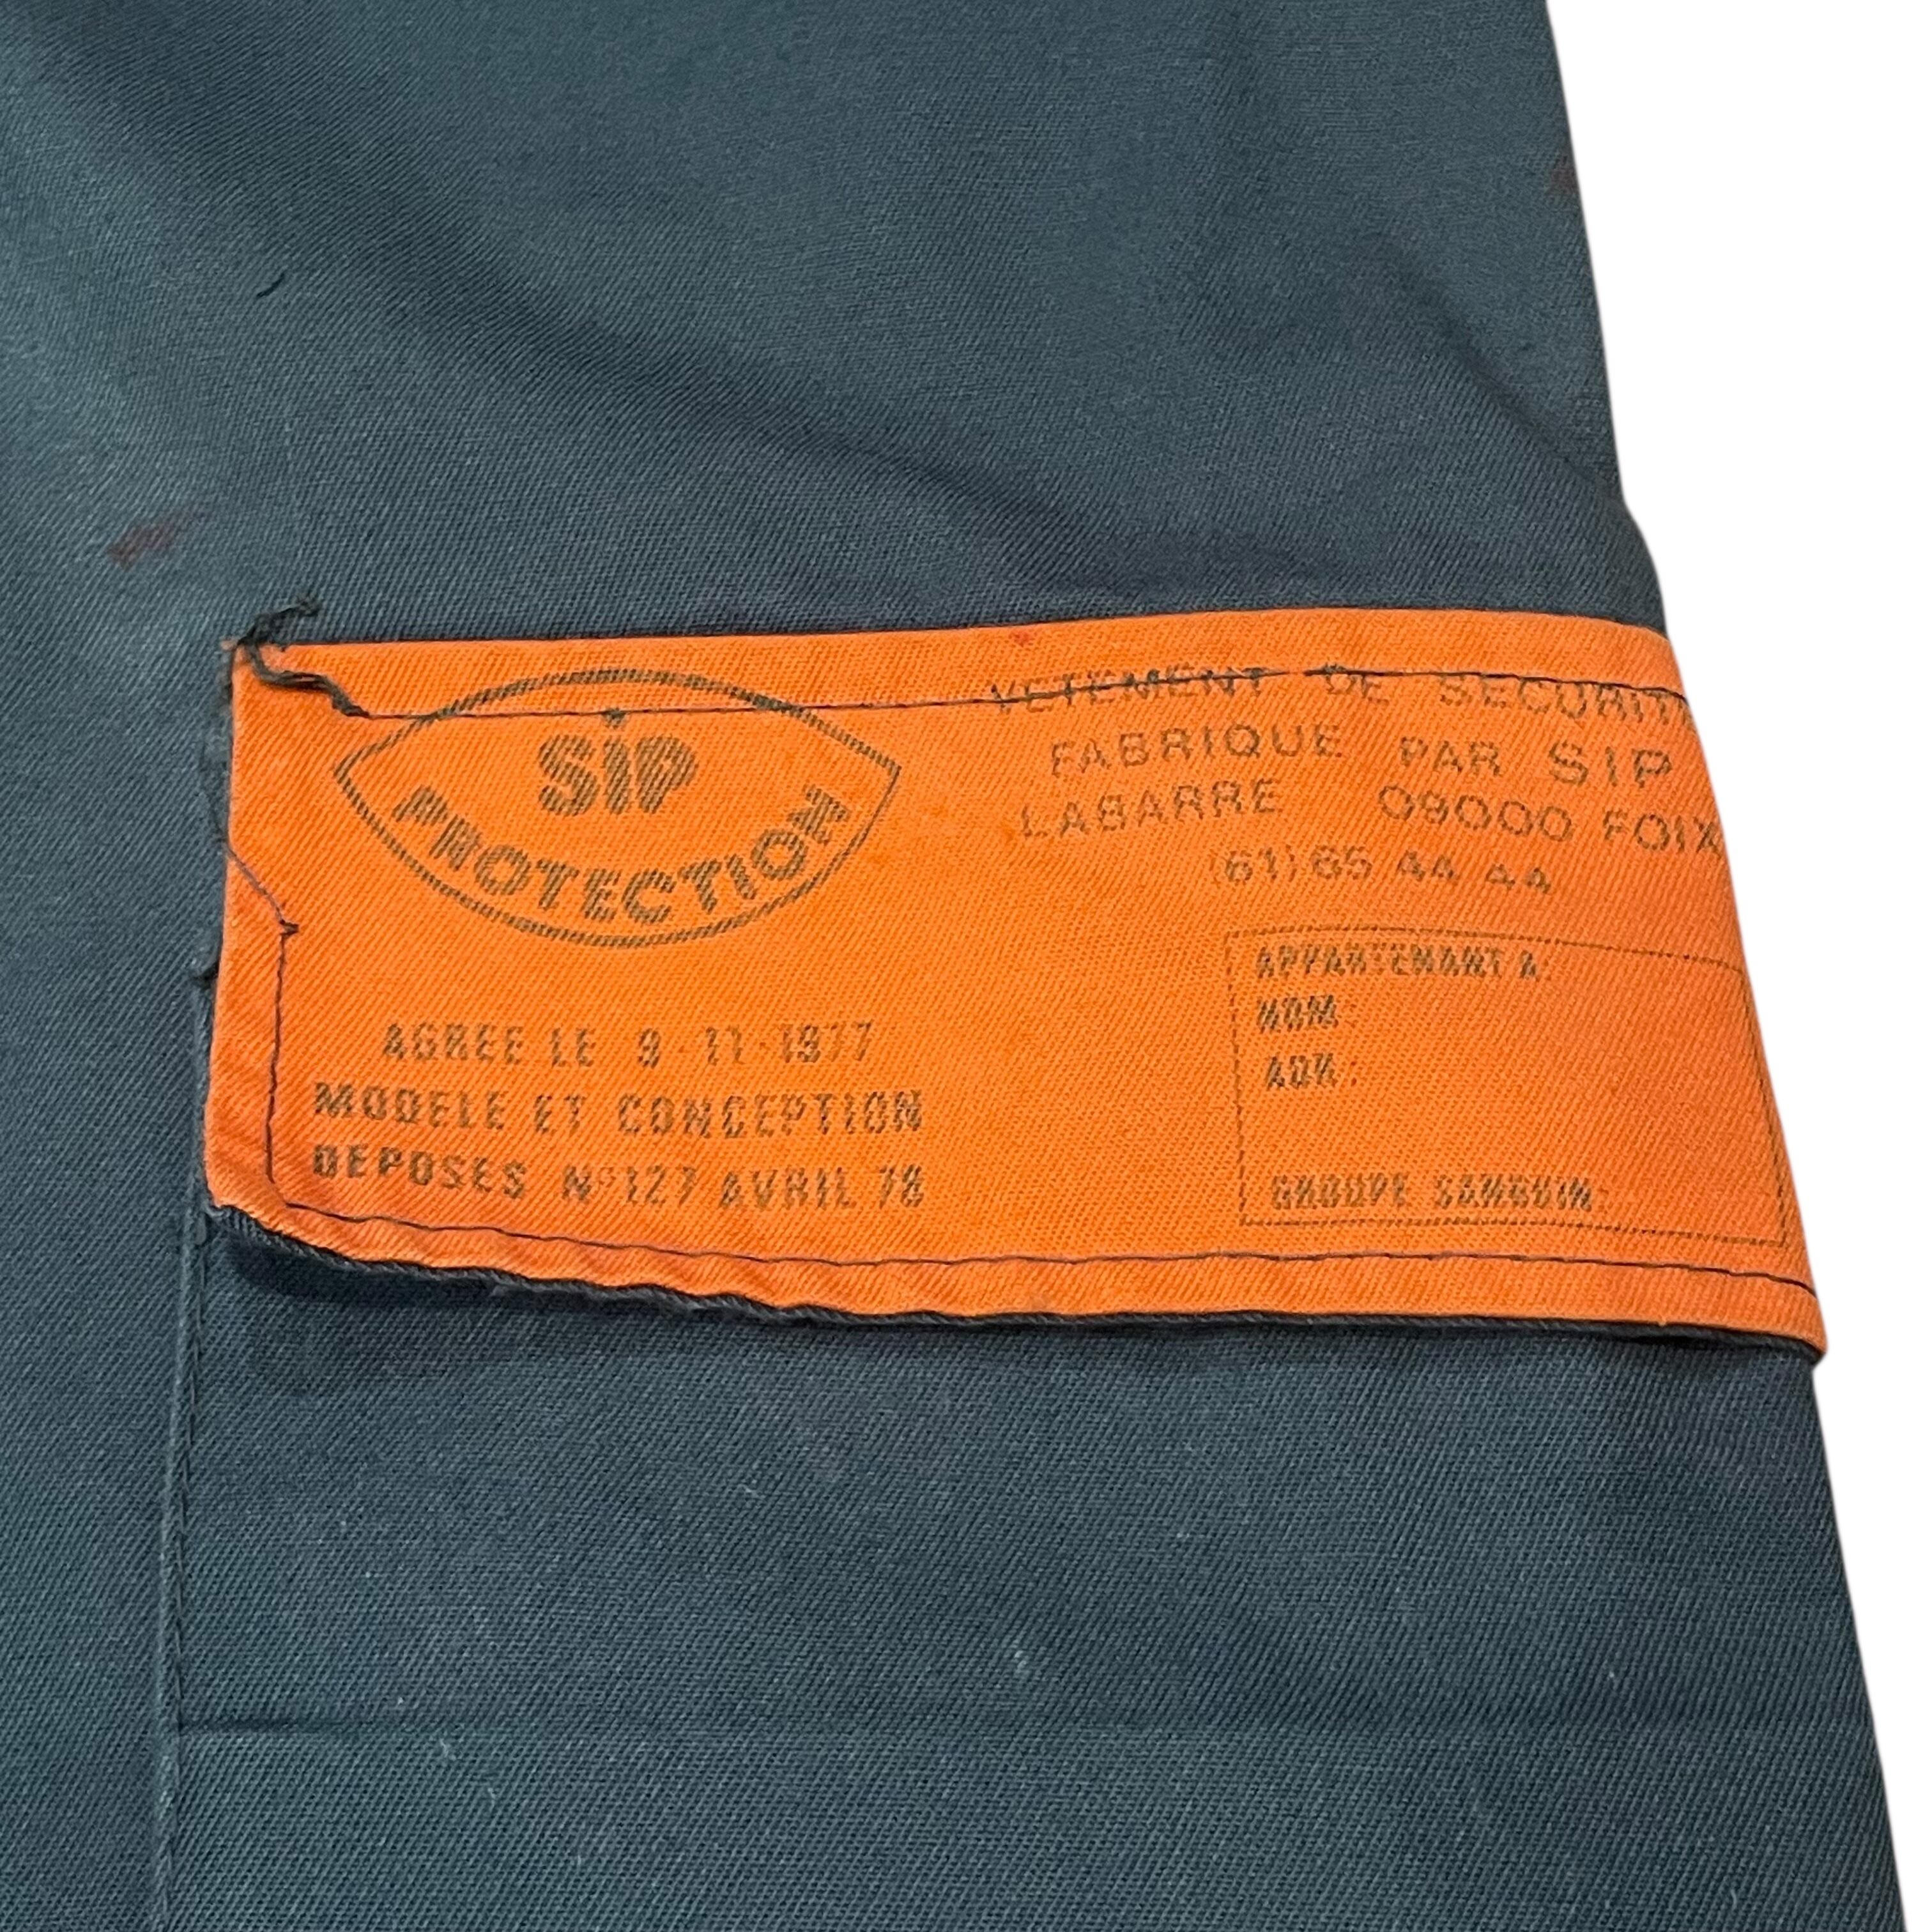 SIP
PROTECTION
VETEMENT DE SECURITE
FABRIQUE PAR SIP
LABARRE 09000 FOIX
(61) 65 44 44
AGREE LE 9-11-1977
MODELE ET CONCEPTION
DEPOSES N° 127 AVRIL 78
APPARTENANT A:
NOM:
ADR:
GROUPE SANGUIN: